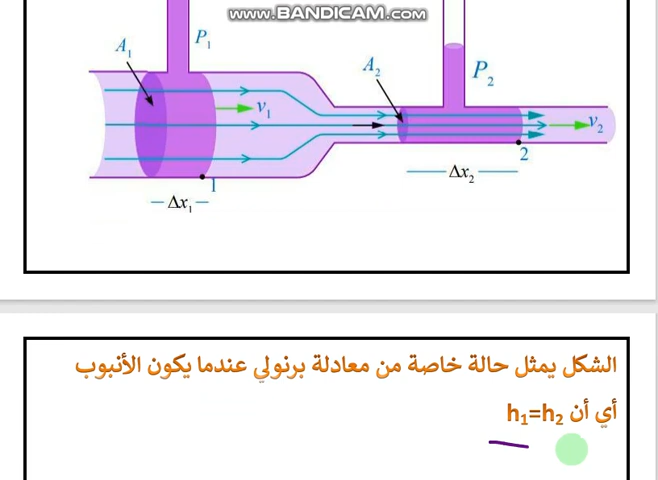 www.BANDICAM.com
P₁
A₁
A₂
P₂
v₁
v₂
1
2
Δx₁
Δx₂
الشكل يمثل حالة خاصة من معادلة برنولي عندما يكون الأنبوب
أي أن h₁=h₂